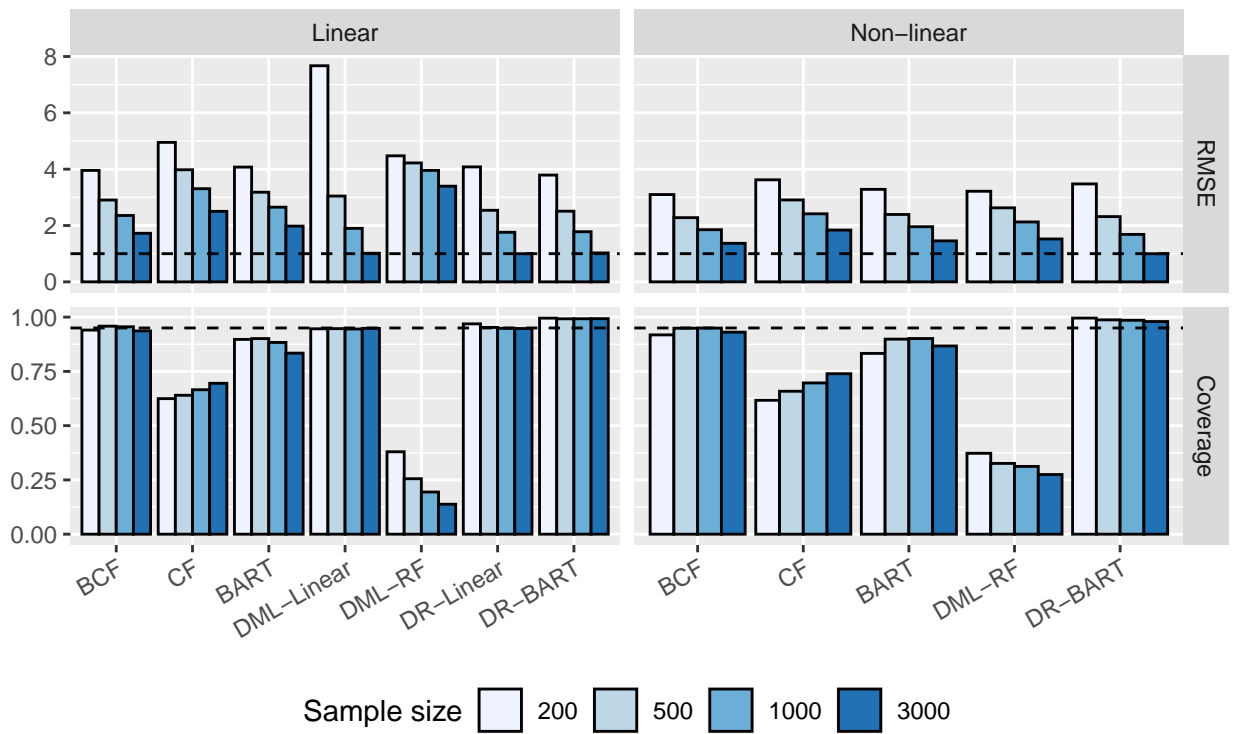 Linear
Non−linear
8
6
4
2
0
RMSE
1.00
0.75
0.50
0.25
0.00
Coverage
BCF
CF
BART
DML−Linear
DML−RF
DR−Linear
DR−BART
BCF
CF
BART
DML−RF
DR−BART
Sample size 200 500 1000 3000